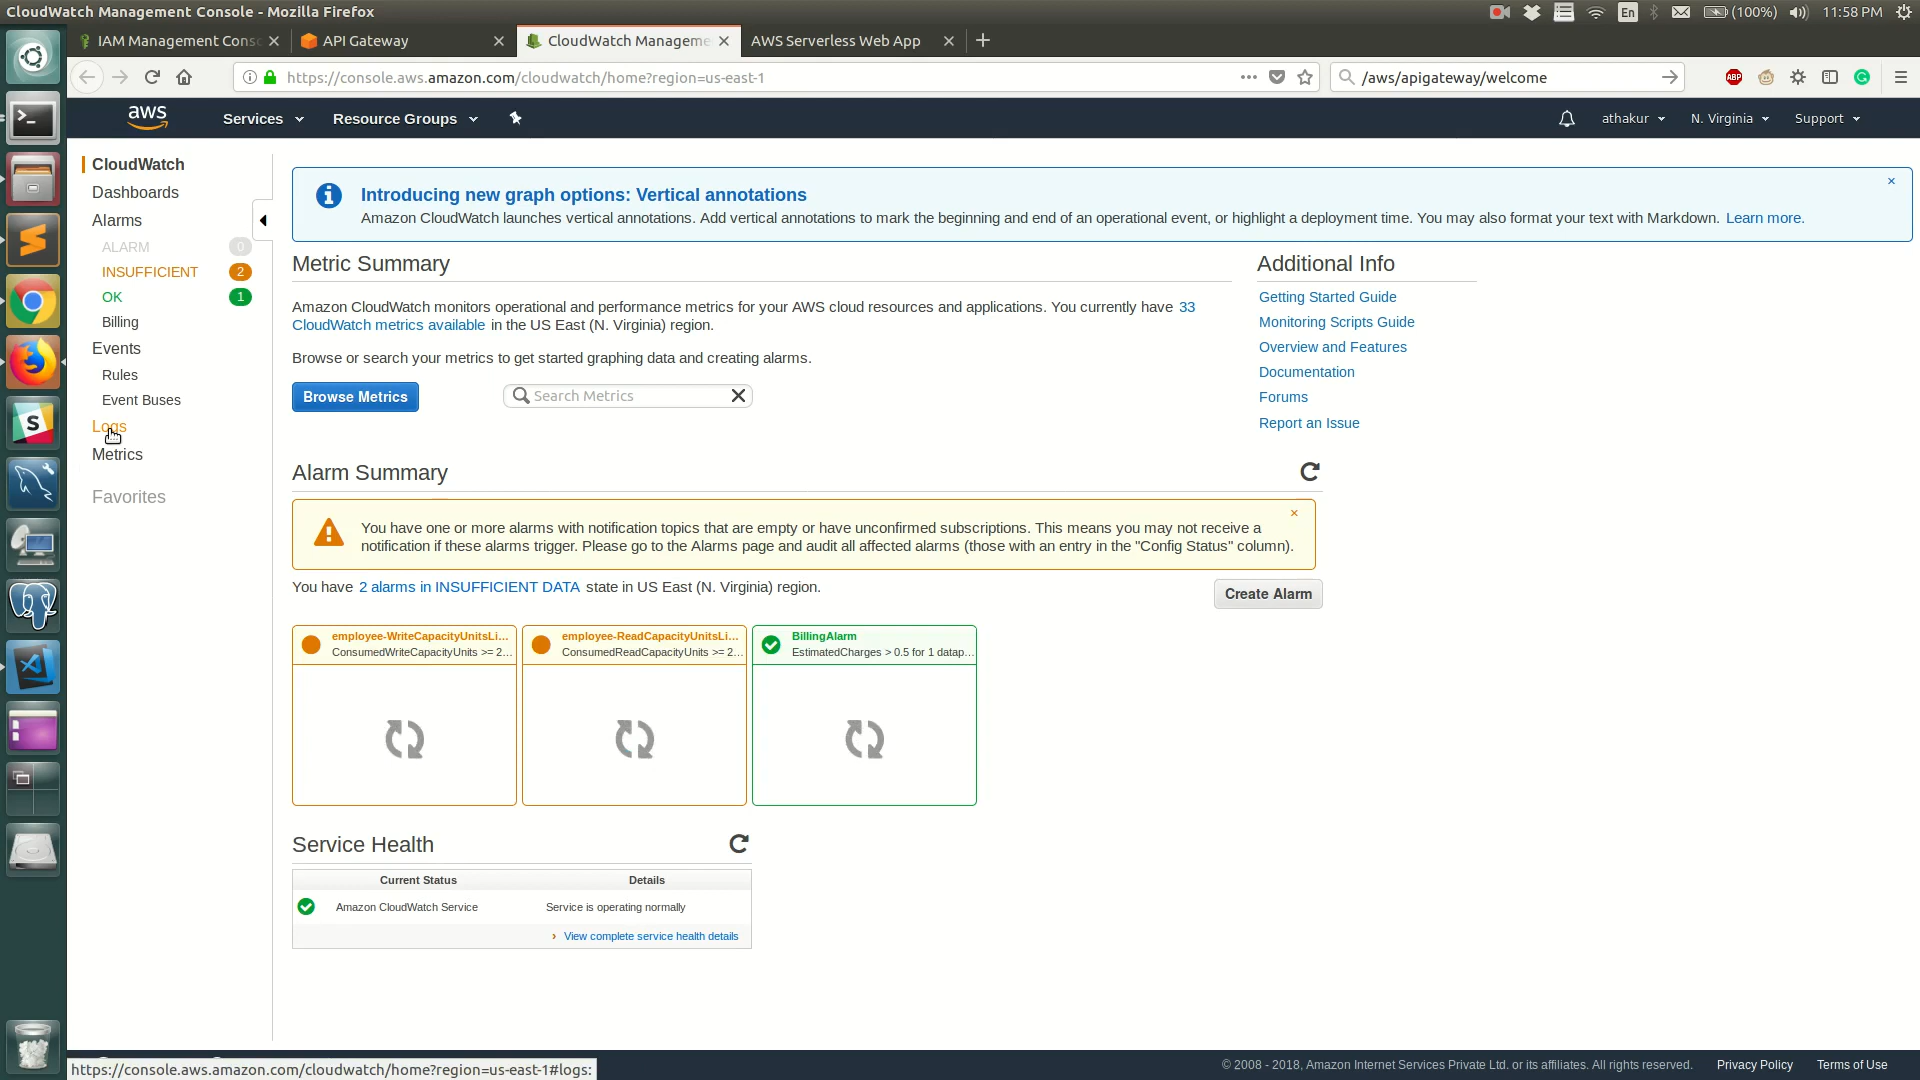 CloudWatch Management Console - Mozilla Firefox
En
(100%)
11:58 PM
IAM Management Cons
API Gateway
CloudWatch Manageme
AWS Serverless Web App
https://console.aws.amazon.com/cloudwatch/home?region=us-east-1
/aws/apigateway/welcome
ABP
aws
Services
Resource Groups
athakur
N. Virginia
Support
CloudWatch
Dashboards
Alarms
ALARM 0
INSUFFICIENT 2
OK 1
Billing
Events
Rules
Event Buses
Logs
Metrics
Favorites
Introducing new graph options: Vertical annotations
Amazon CloudWatch launches vertical annotations. Add vertical annotations to mark the beginning and end of an operational event, or highlight a deployment time. You may also format your text with Markdown. Learn more.
Metric Summary
Amazon CloudWatch monitors operational and performance metrics for your AWS cloud resources and applications. You currently have 33
CloudWatch metrics available in the US East (N. Virginia) region.
Browse or search your metrics to get started graphing data and creating alarms.
Browse Metrics
Search Metrics
Additional Info
Getting Started Guide
Monitoring Scripts Guide
Overview and Features
Documentation
Forums
Report an Issue
Alarm Summary
You have one or more alarms with notification topics that are empty or have unconfirmed subscriptions. This means you may not receive a
notification if these alarms trigger. Please go to the Alarms page and audit all affected alarms (those with an entry in the "Config Status" column).
You have 2 alarms in INSUFFICIENT DATA state in US East (N. Virginia) region.
Create Alarm
employee-WriteCapacityUnitsLi...
ConsumedWriteCapacityUnits >= 2...
employee-ReadCapacityUnitsLi...
ConsumedReadCapacityUnits >= 2...
BillingAlarm
EstimatedCharges > 0.5 for 1 datap...
Service Health
Current Status
Details
Amazon CloudWatch Service
Service is operating normally
View complete service health details
© 2008 - 2018, Amazon Internet Services Private Ltd. or its affiliates. All rights reserved.
Privacy Policy
Terms of Use
https://console.aws.amazon.com/cloudwatch/home?region=us-east-1#logs: